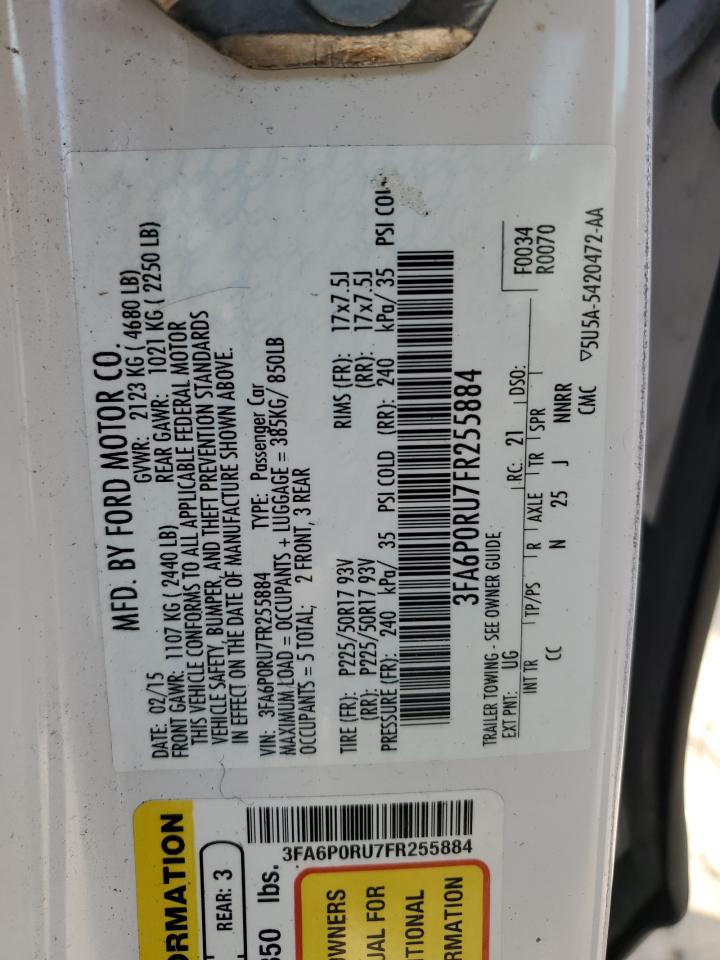 MFD. BY FORD MOTOR CO.
DATE: 02/15 GVWR: 2123 KG ( 4680 LB)
FRONT GAWR: 1107 KG ( 2440 LB) REAR GAWR: 1021 KG ( 2250 LB)
THIS VEHICLE CONFORMS TO ALL APPLICABLE FEDERAL MOTOR
VEHICLE SAFETY, BUMPER, AND THEFT PREVENTION STANDARDS
IN EFFECT ON THE DATE OF MANUFACTURE SHOWN ABOVE.
VIN: 3FA6P0RU7FR255884 TYPE: Passenger Car
MAXIMUM LOAD = OCCUPANTS + LUGGAGE = 385KG/ 850LB
OCCUPANTS = 5 TOTAL; 2 FRONT, 3 REAR
TIRE (FR): P225/50R17 93V RIMS (FR): 17x7.5J
(RR): P225/50R17 93V (RR): 17x7.5J
PRESSURE (FR): 240 kPa/ 35 PSI COLD (RR): 240 kPa/ 35 PSI COL
3FA6P0RU7FR255884
TRAILER TOWING - SEE OWNER GUIDE F0034
EXT PNT: UG RC: 21 DSO: R0070
INT TR TP/PS R AXLE TR SPR
CC N 25 J NNRR
CMC ▽5U5A-5420472-AA
ORMATION
REAR: 3
350 lbs.
3FA6P0RU7FR255884
OWNERS
UAL FOR
TIONAL
RMATION